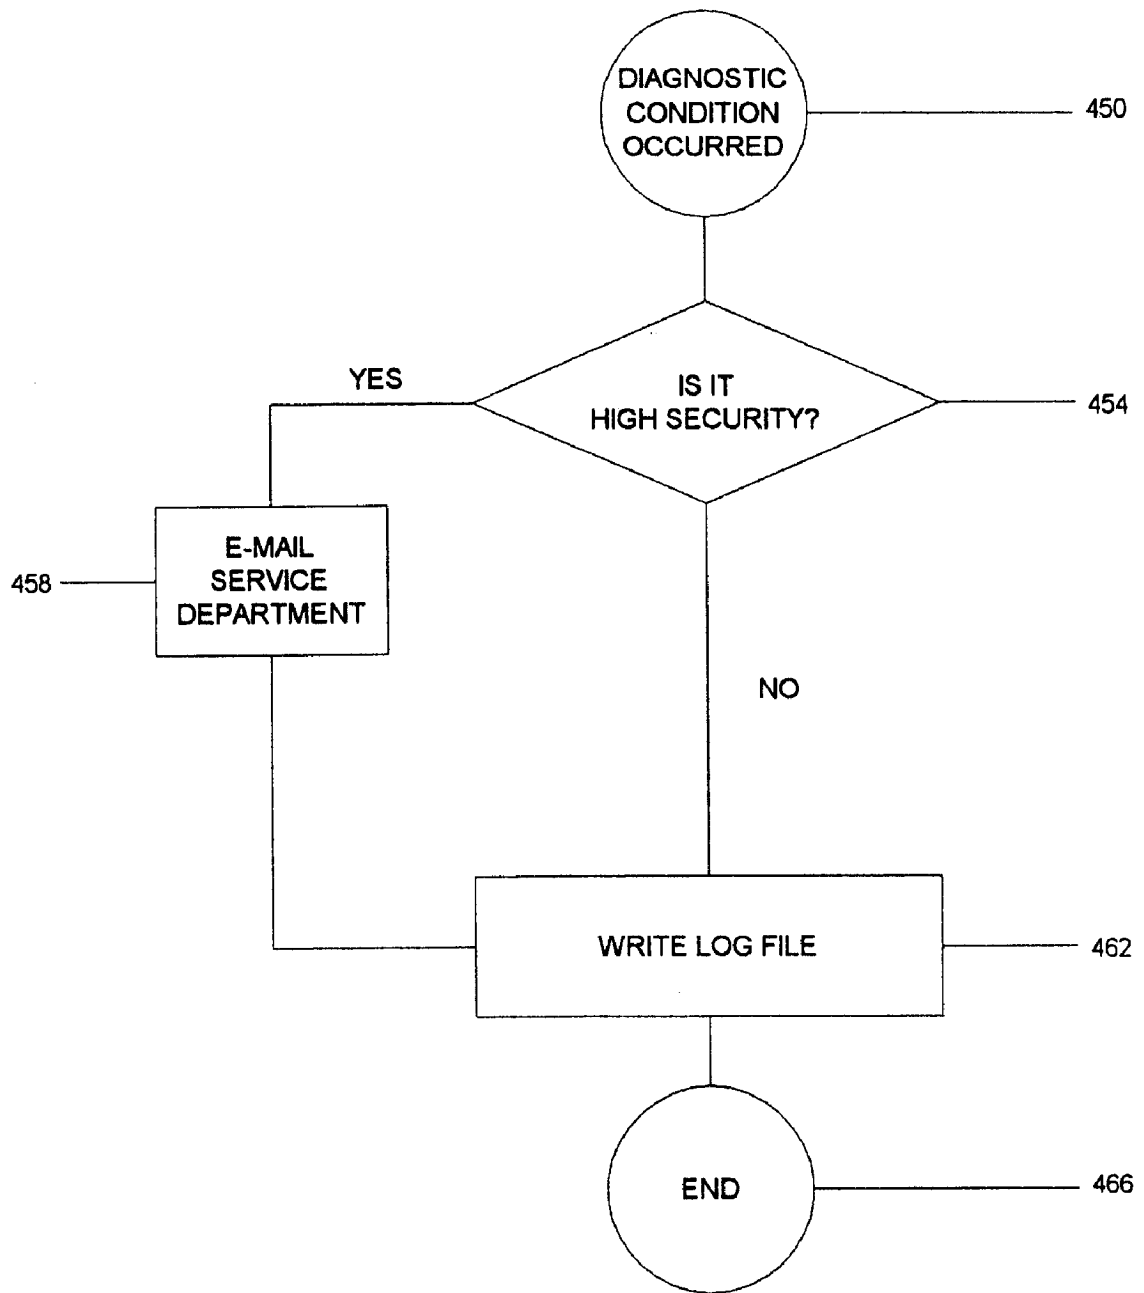 DIAGNOSTIC
CONDITION
OCCURRED
450
IS IT
HIGH SECURITY?
454
YES
E-MAIL
SERVICE
DEPARTMENT
458
NO
WRITE LOG FILE
462
END
466